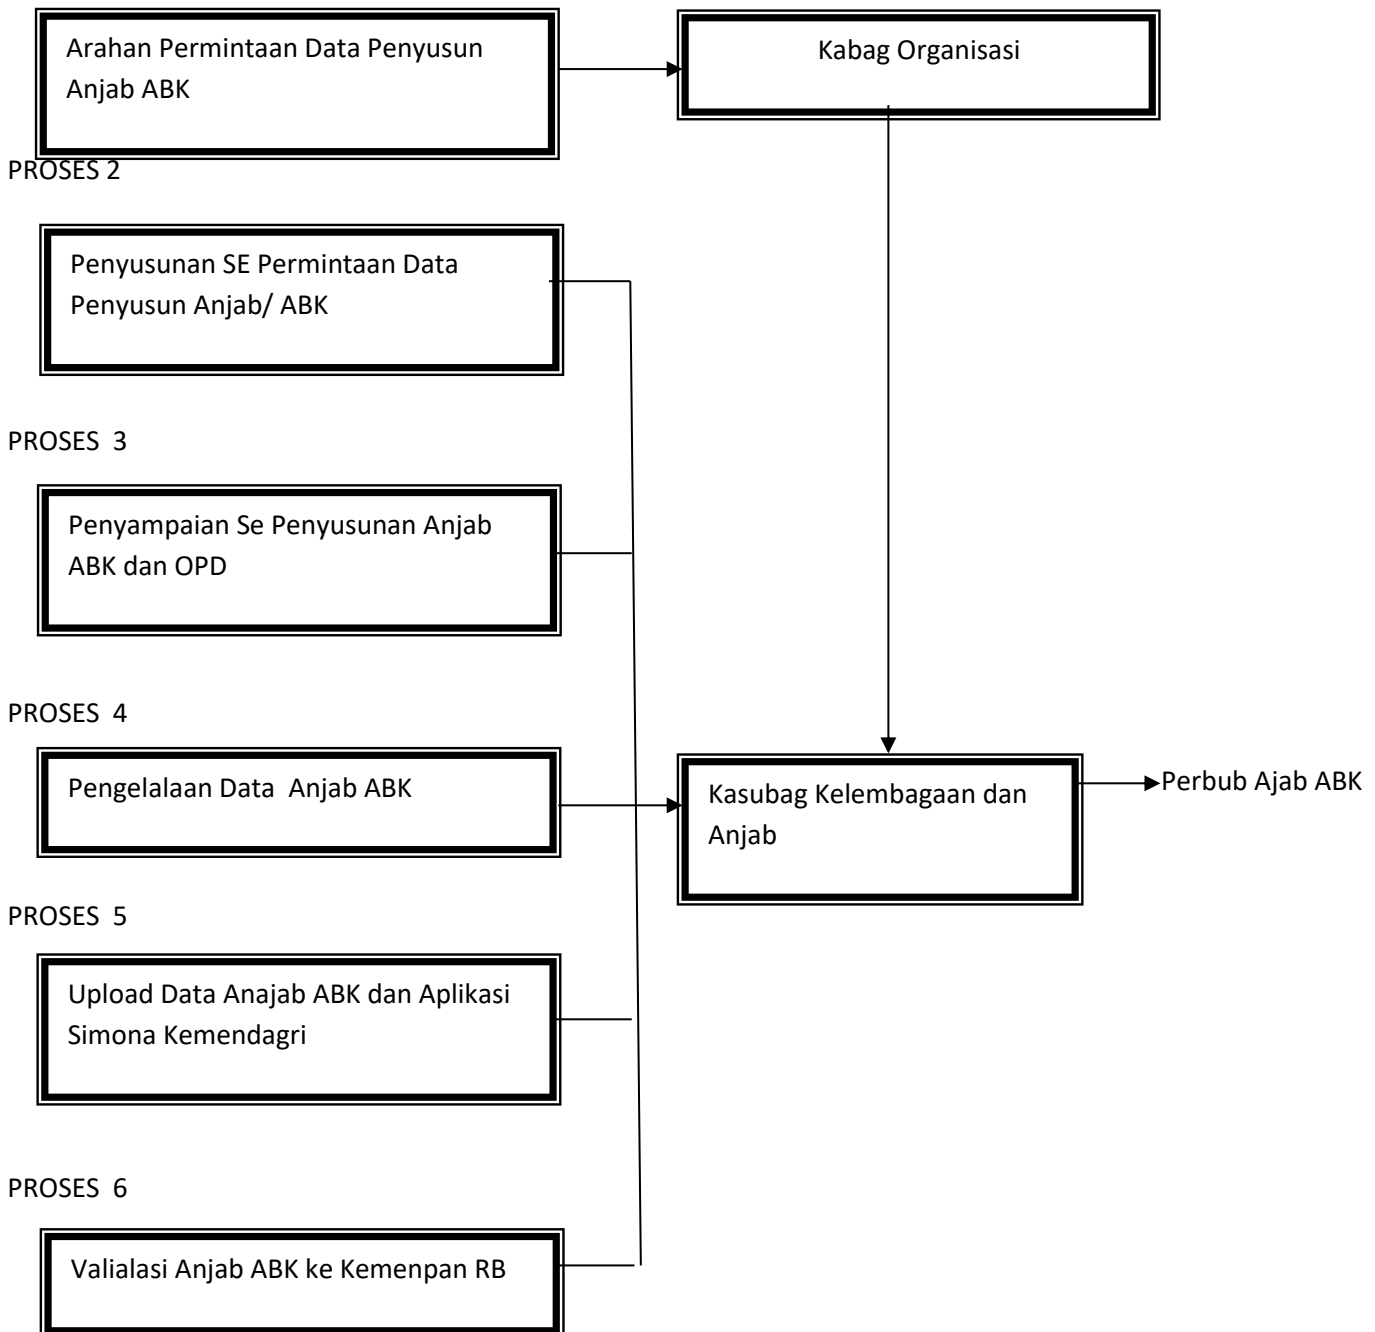 Arahan Permintaan Data Penyusun
Anjab ABK
Kabag Organisasi
PROSES 2
Penyusunan SE Permintaan Data
Penyusun Anjab/ ABK
PROSES  3
Penyampaian Se Penyusunan Anjab
ABK dan OPD
PROSES  4
Pengelalaan Data  Anjab ABK
Kasubag Kelembagaan dan
Anjab
Perbub Ajab ABK
PROSES  5
Upload Data Anajab ABK dan Aplikasi
Simona Kemendagri
PROSES  6
Valialasi Anjab ABK ke Kemenpan RB